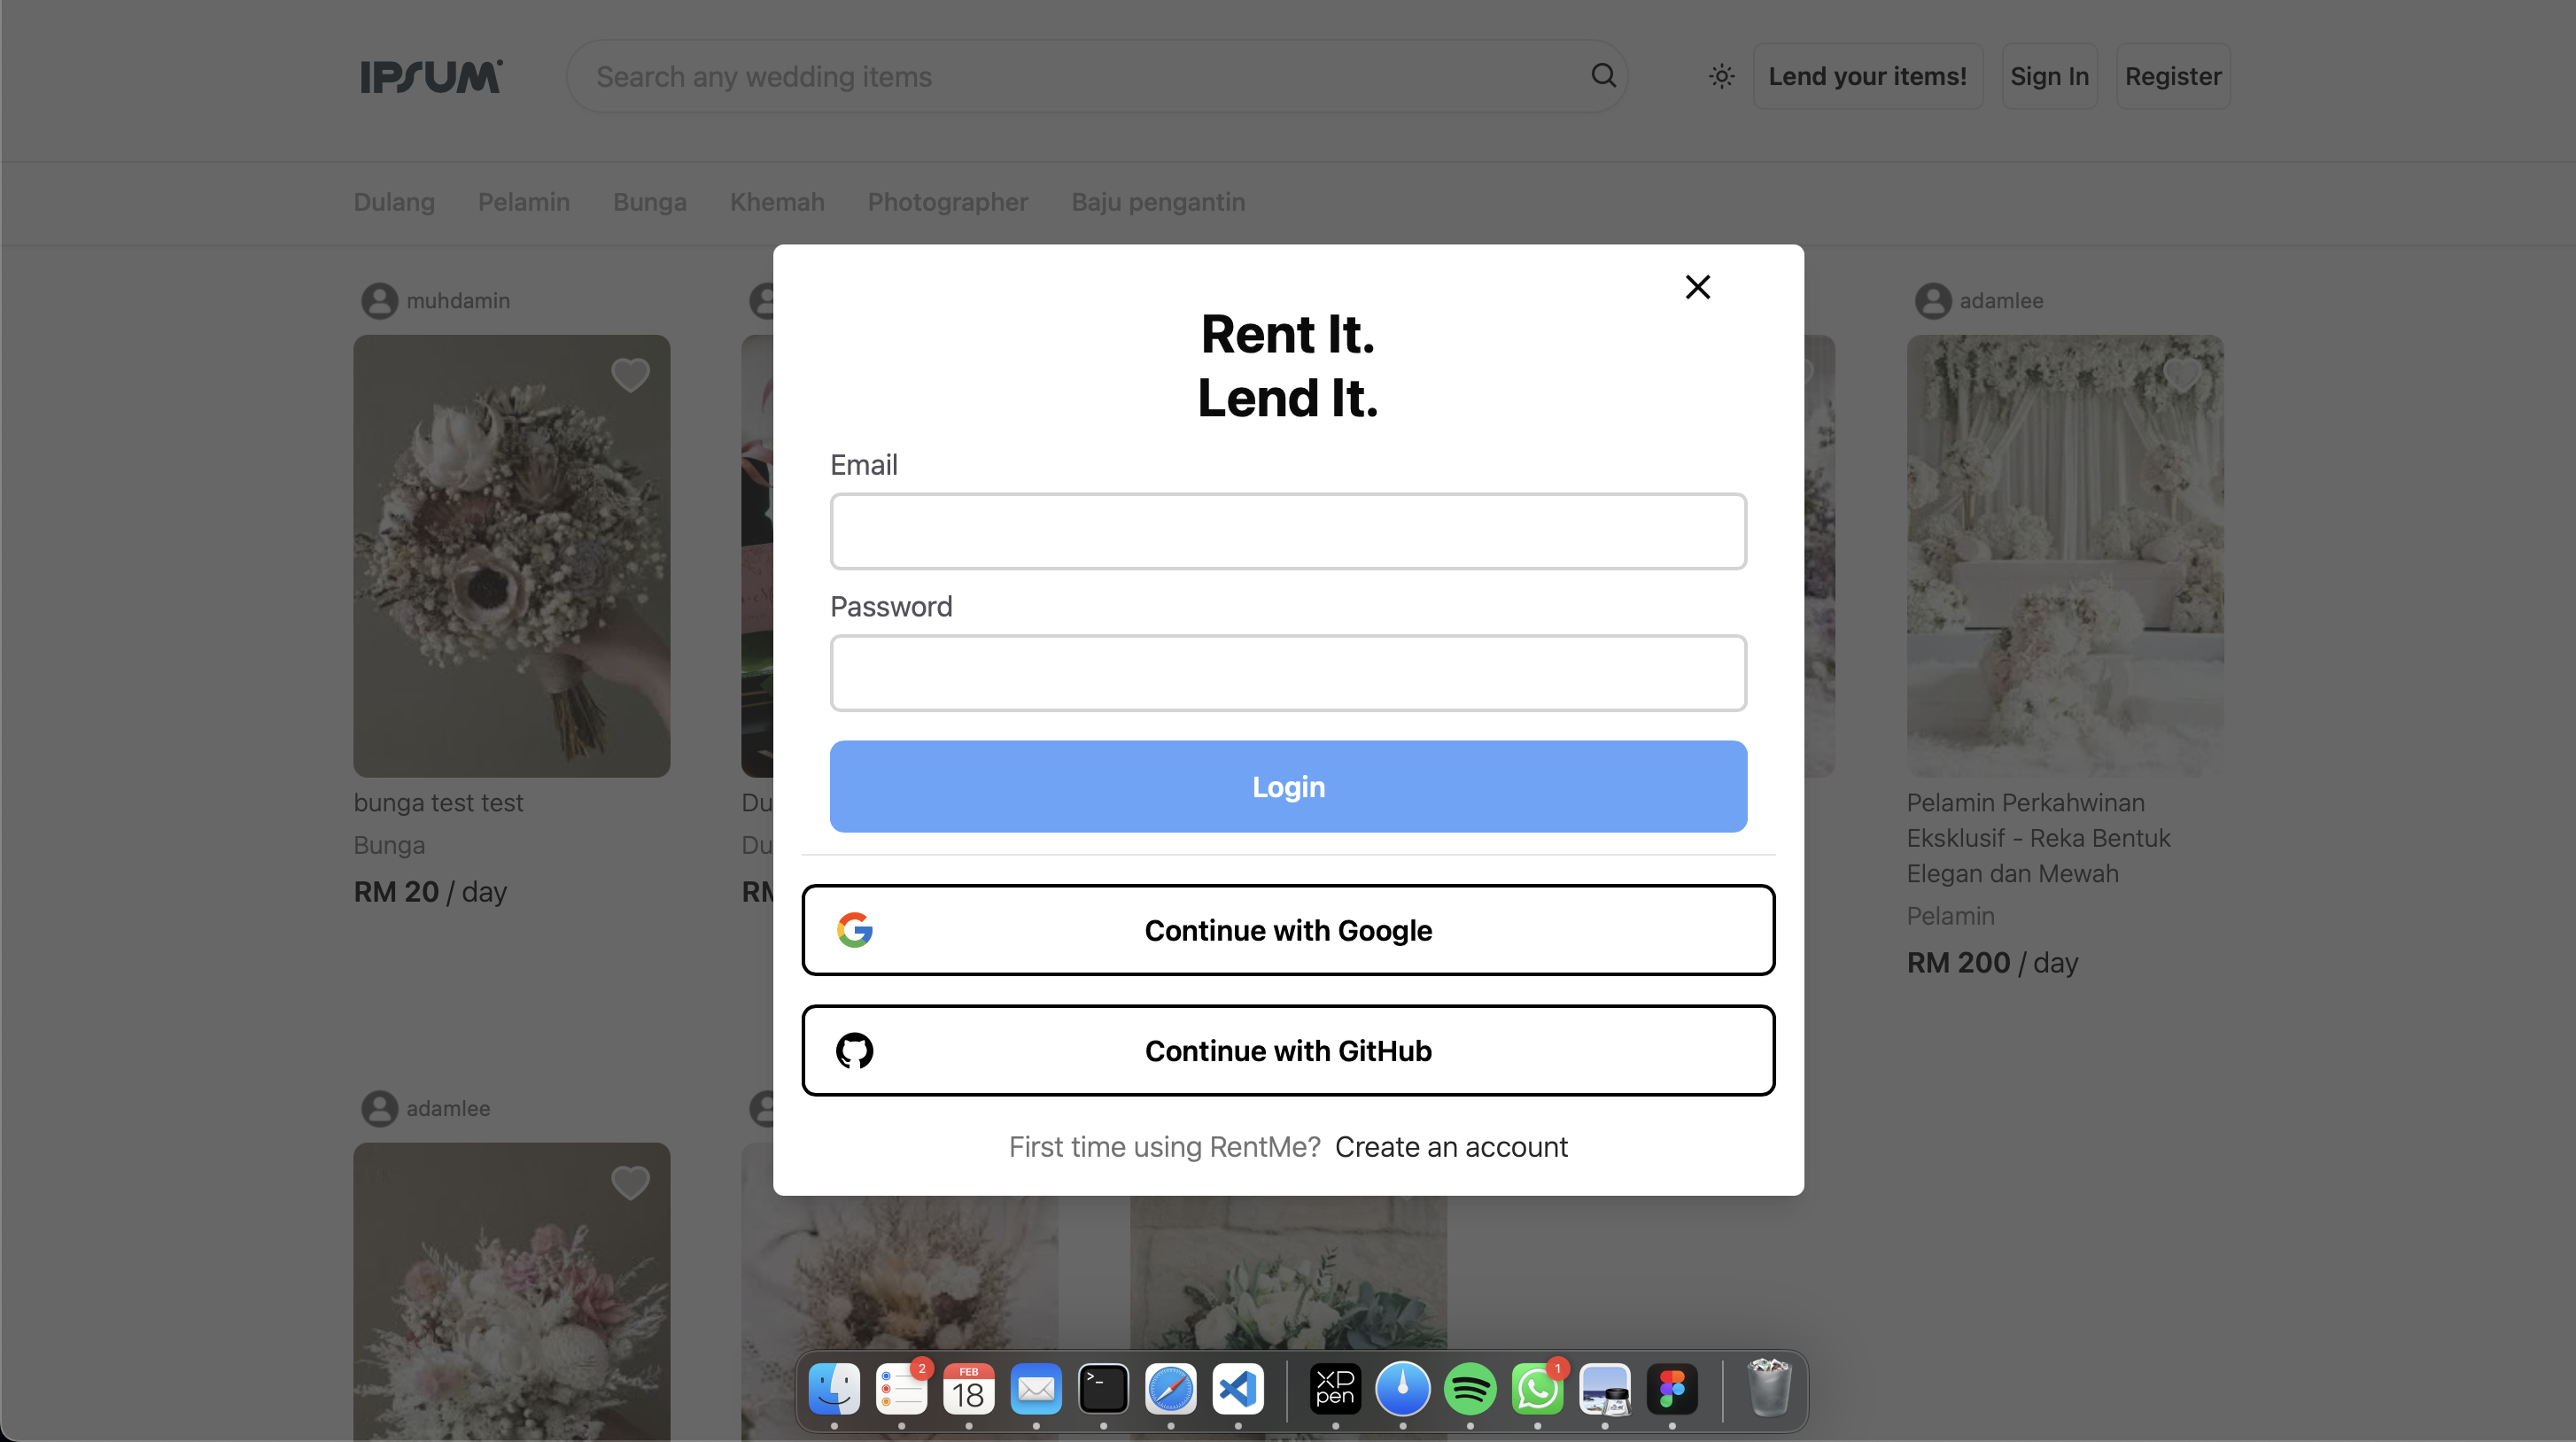 IPSUM
Search any wedding items
Lend your items!
Sign In
Register
Dulang
Pelamin
Bunga
Khemah
Photographer
Baju pengantin
muhdamin
adamlee
Rent It.
Lend It.
Email
Password
Login
Continue with Google
Continue with GitHub
First time using RentMe? Create an account
bunga test test
Bunga
RM 20 / day
Du
Du
Pelamin Perkahwinan
Eksklusif - Reka Bentuk
Elegan dan Mewah
Pelamin
RM 200 / day
adamlee
2
FEB
18
XP
pen
1